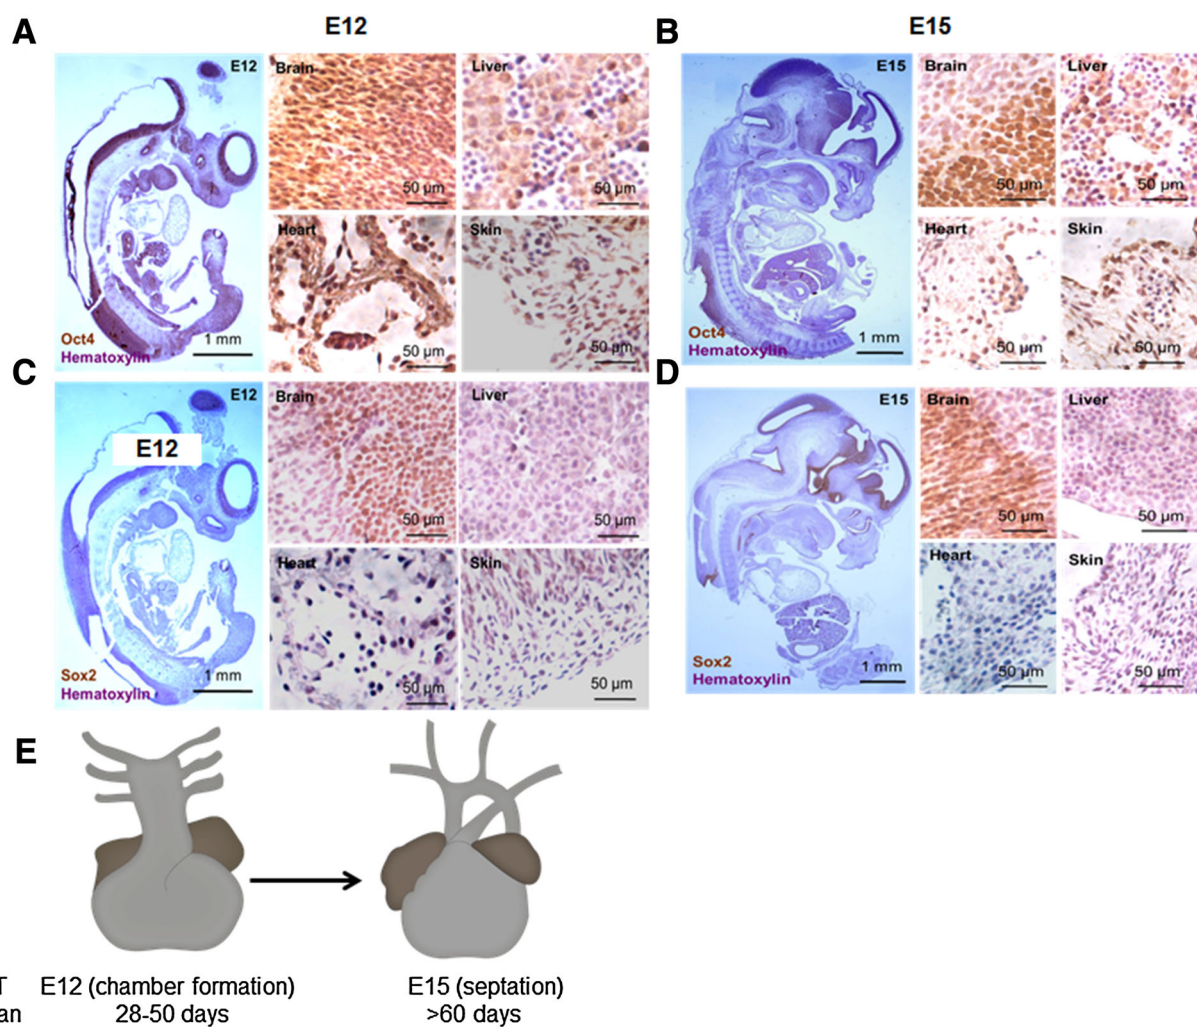 A
E12
B
E15
E12
Brain
Liver
50 µm
50 µm
Heart
Skin
Oct4
Hematoxylin
1 mm
50 µm
50 µm
E15
Brain
Liver
50 µm
50 µm
Heart
Skin
Oct4
Hematoxylin
1 mm
50 µm
50 µm
C
E12
E12
Brain
Liver
50 µm
50 µm
Heart
Skin
Sox2
Hematoxylin
1 mm
50 µm
50 µm
D
E15
Brain
Liver
50 µm
50 µm
Heart
Skin
Sox2
Hematoxylin
1 mm
50 µm
50 µm
E
T E12 (chamber formation) E15 (septation)
an 28-50 days >60 days